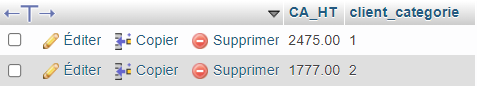 CA_HT client_categorie
Éditer Copier Supprimer 2475.00 1
Éditer Copier Supprimer 1777.00 2